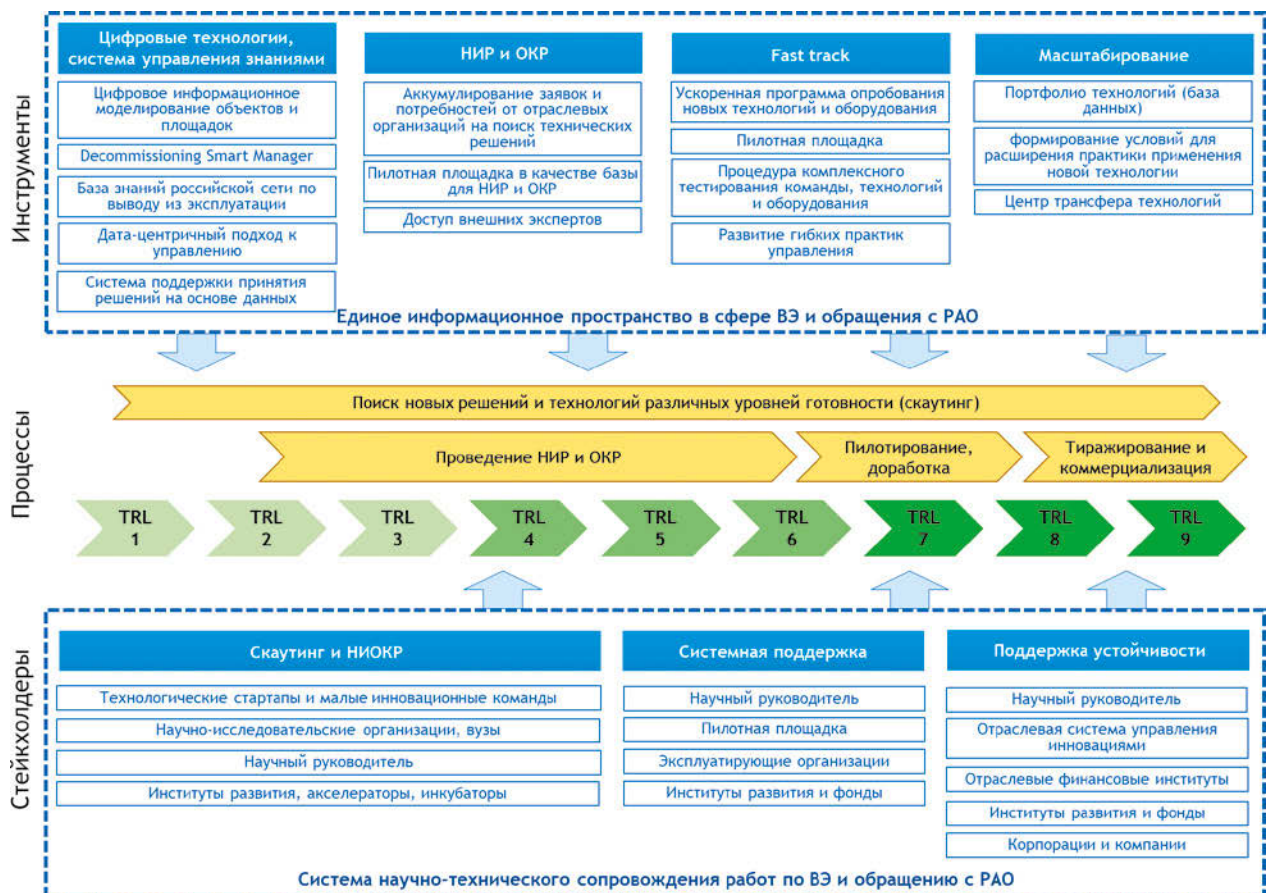 Инструменты
Цифровые технологии,
система управления знаниями
Цифровое информационное
моделирование объектов и
площадок
Decommissioning Smart Manager
База знаний российской сети по
выводу из эксплуатации
Дата-центричный подход к
управлению
Система поддержки принятия
решений на основе данных
НИР и ОКР
Аккумулирование заявок и
потребностей от отраслевых
организаций на поиск технических
решений
Пилотная площадка в качестве базы
для НИР и ОКР
Доступ внешних экспертов
Fast track
Ускоренная программа опробования
новых технологий и оборудования
Пилотная площадка
Процедура комплексного
тестирования команды, технологий
и оборудования
Развитие гибких практик
управления
Масштабирование
Портфолио технологий (база
данных)
формирование условий для
расширения практики применения
новой технологии
Центр трансфера технологий
Единое информационное пространство в сфере ВЭ и обращения с РАО
Процессы
Поиск новых решений и технологий различных уровней готовности (скаутинг)
Проведение НИР и ОКР
Пилотирование,
доработка
Тиражирование и
коммерциализация
TRL
1
TRL
2
TRL
3
TRL
4
TRL
5
TRL
6
TRL
7
TRL
8
TRL
9
Стейкхолдеры
Скаутинг и НИОКР
Технологические стартапы и малые инновационные команды
Научно-исследовательские организации, вузы
Научный руководитель
Институты развития, акселераторы, инкубаторы
Системная поддержка
Научный руководитель
Пилотная площадка
Эксплуатирующие организации
Институты развития и фонды
Поддержка устойчивости
Научный руководитель
Отраслевая система управления
инновациями
Отраслевые финансовые институты
Институты развития и фонды
Корпорации и компании
Система научно-технического сопровождения работ по ВЭ и обращению с РАО